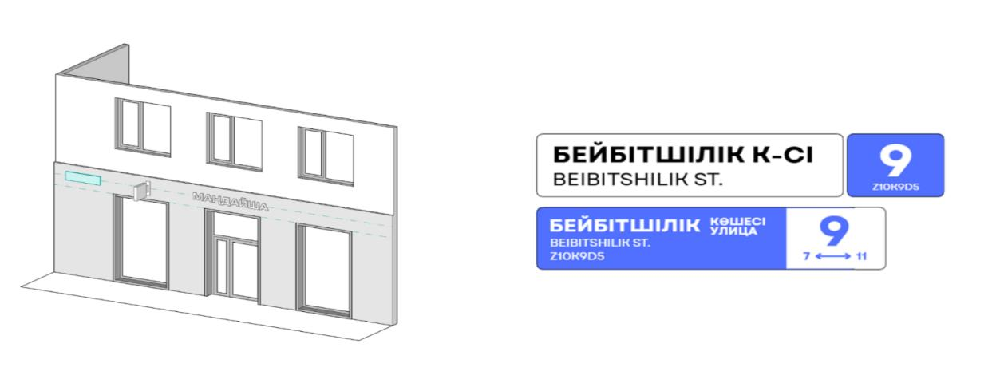 МАНДАЙША
БЕЙБІТШІЛІК К-СІ
BEIBITSHILIK ST.
9
Z10K9D5
БЕЙБІТШІЛІК КӨШЕСІ УЛИЦА
BEIBITSHILIK ST.
Z10K9D5
9
7 ⟷ 11